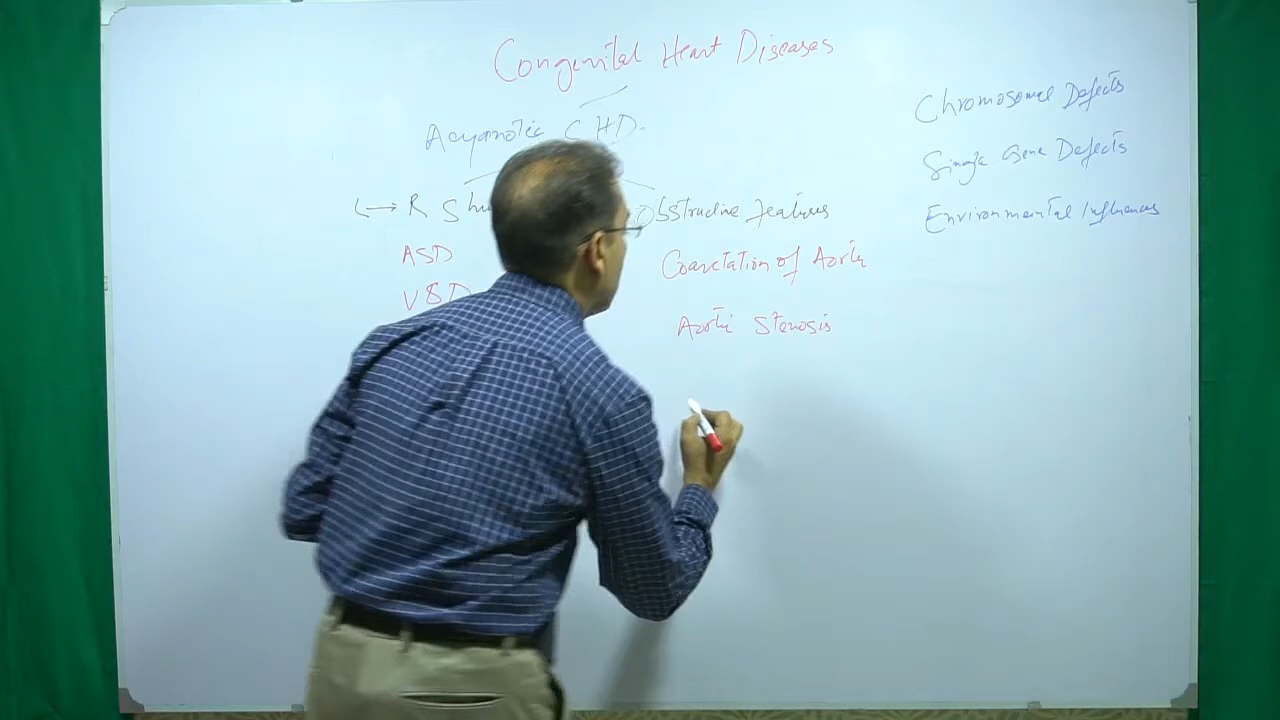 Congenital Heart Diseases
Acyanotic CHD.
L → R Shu
Obstructive features
ASD
VSD
Coarctation of Aorta
Aortic Stenosis
Chromosomal Defects
Single Gene Defects
Environmental Influences